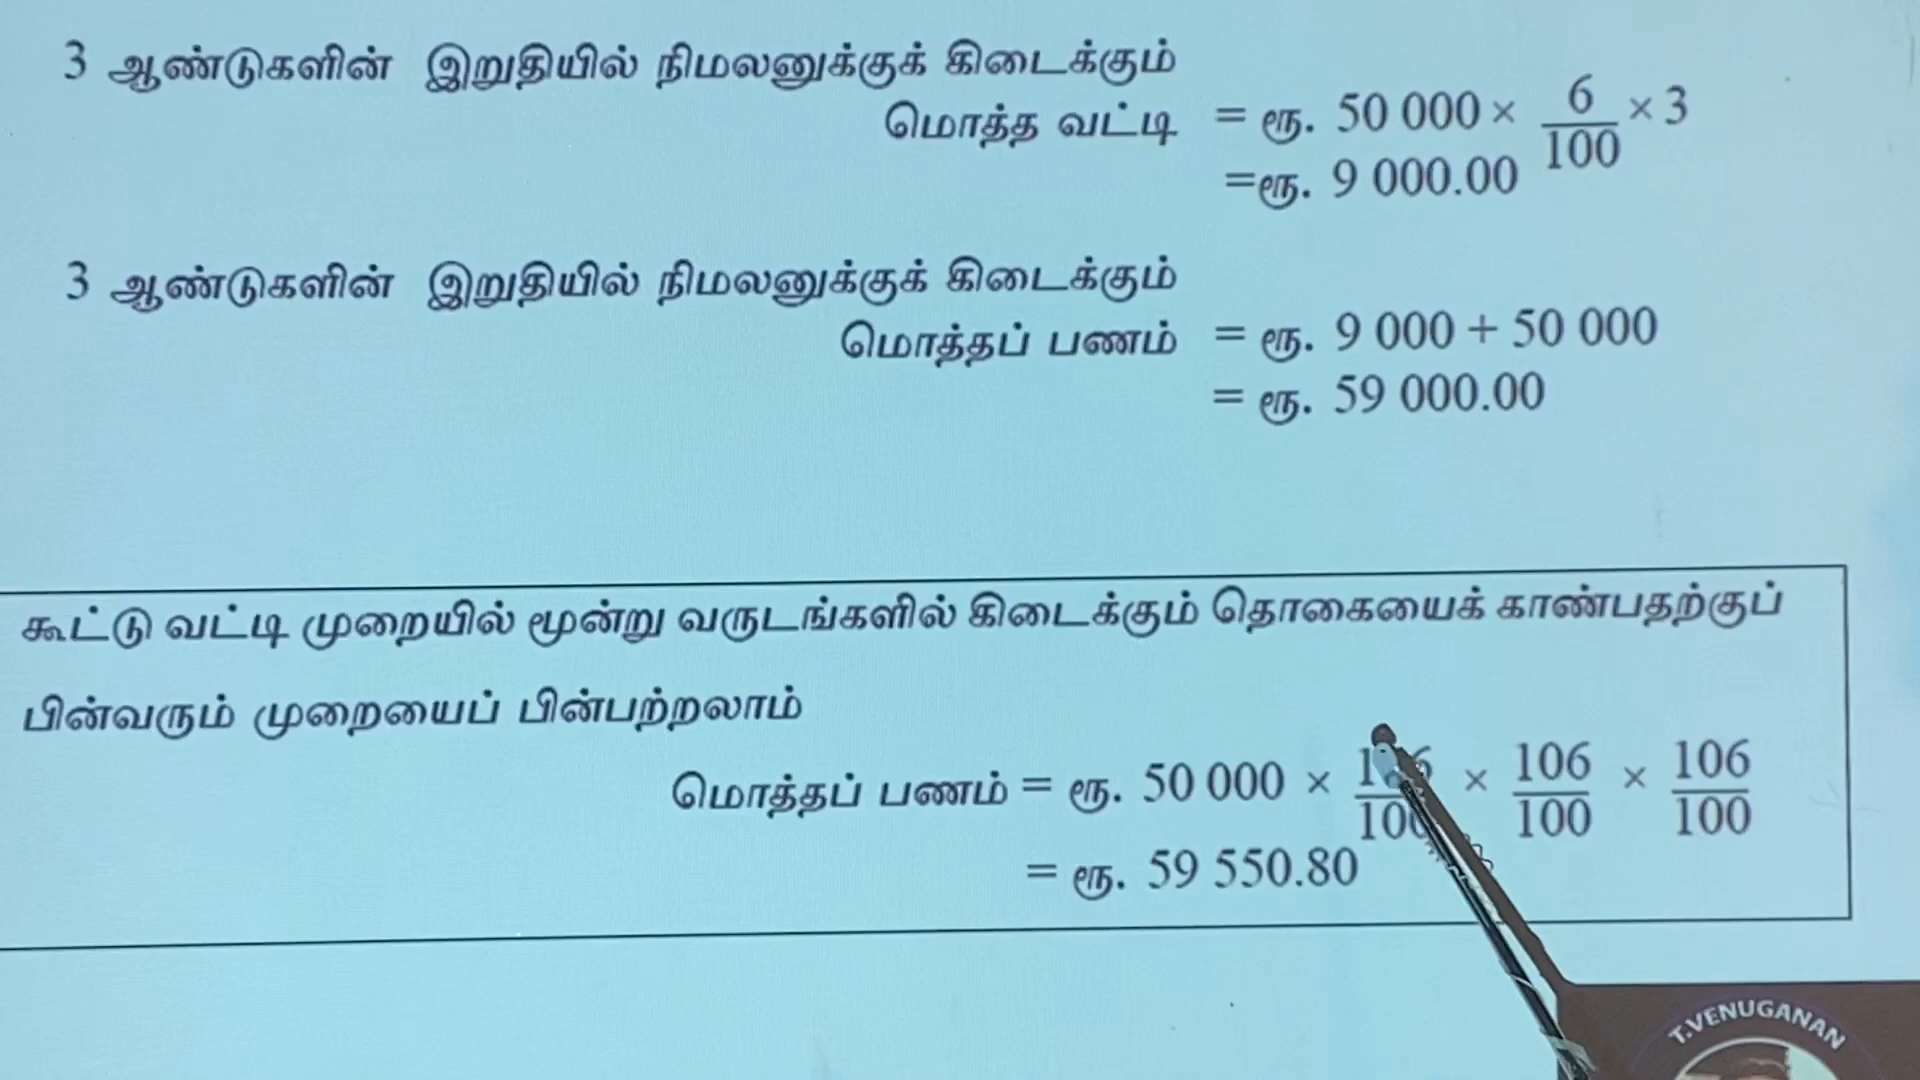 3 ஆண்டுகளின் இறுதியில் நிமலனுக்குக் கிடைக்கும்
மொத்த வட்டி = ரூ. 50 000 × 6/100 × 3
=ரூ. 9 000.00
3 ஆண்டுகளின் இறுதியில் நிமலனுக்குக் கிடைக்கும்
மொத்தப் பணம் = ரூ. 9 000 + 50 000
= ரூ. 59 000.00
கூட்டு வட்டி முறையில் மூன்று வருடங்களில் கிடைக்கும் தொகையைக் காண்பதற்குப்
பின்வரும் முறையைப் பின்பற்றலாம்
மொத்தப் பணம் = ரூ. 50 000 × 106/100 × 106/100 × 106/100
= ரூ. 59 550.80
T.VENUGANAN